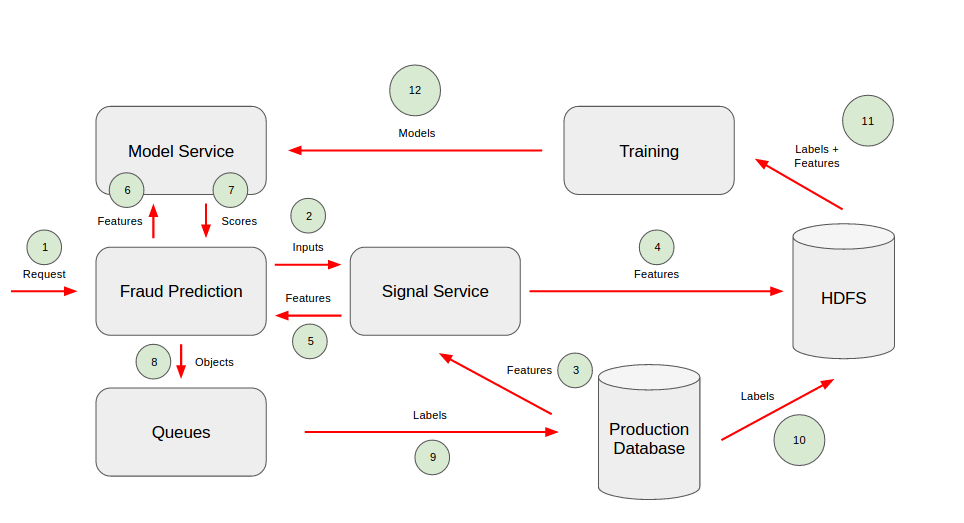 12
Models
11
Labels +
Features
Model Service
Training
6
7
Features
Scores
2
Inputs
1
Request
4
Features
Fraud Prediction
Features
Signal Service
HDFS
5
8
Objects
Features
3
Labels
Queues
Labels
9
Production
Database
10